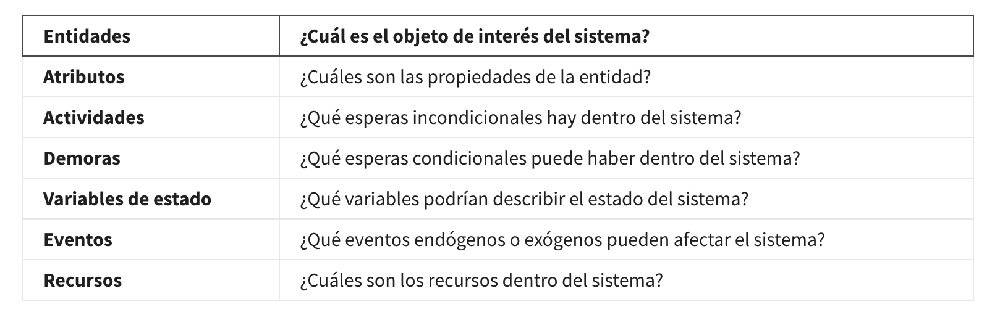 Entidades ¿Cuál es el objeto de interés del sistema?
Atributos ¿Cuáles son las propiedades de la entidad?
Actividades ¿Qué esperas incondicionales hay dentro del sistema?
Demoras ¿Qué esperas condicionales puede haber dentro del sistema?
Variables de estado ¿Qué variables podrían describir el estado del sistema?
Eventos ¿Qué eventos endógenos o exógenos pueden afectar el sistema?
Recursos ¿Cuáles son los recursos dentro del sistema?